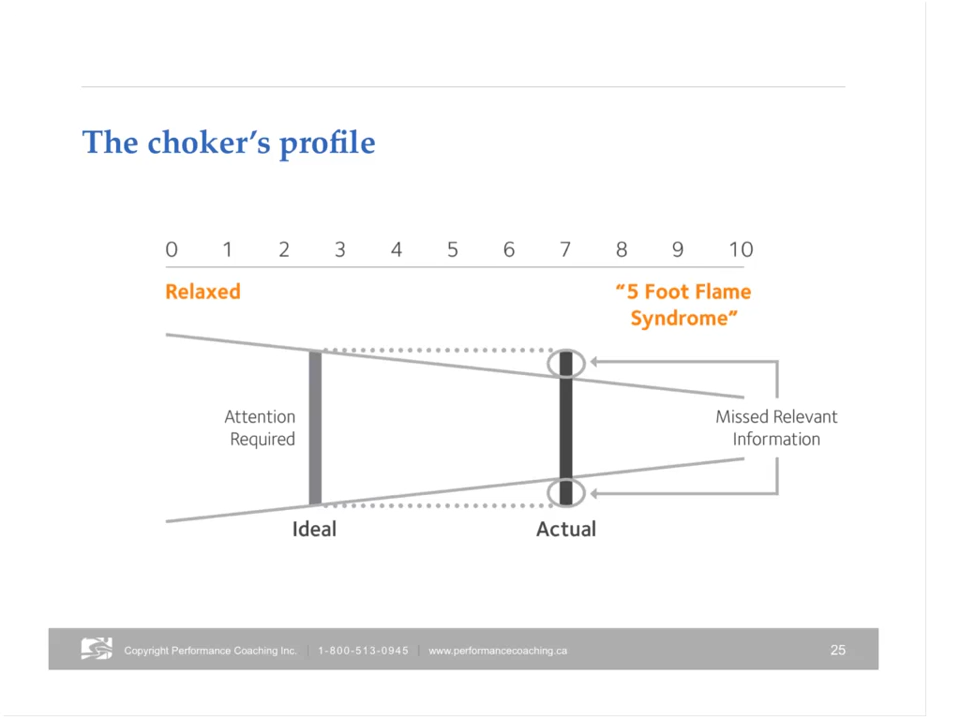 The choker's profile
0 1 2 3 4 5 6 7 8 9 10
Relaxed
"5 Foot Flame
Syndrome"
Attention
Required
Missed Relevant
Information
Ideal
Actual
Copyright Performance Coaching Inc. | 1-800-513-0945 | www.performancecoaching.ca
25